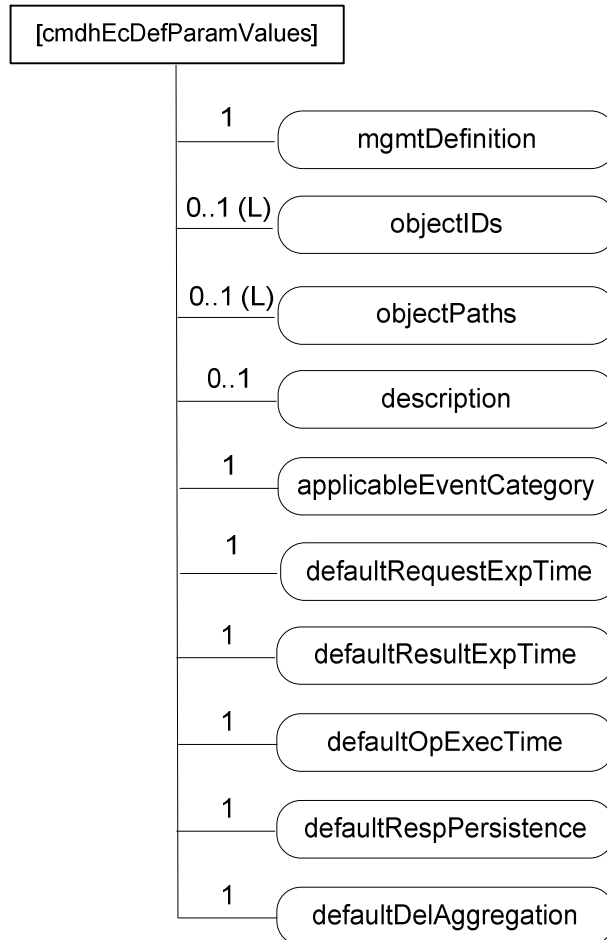 [cmdhEcDefParamValues]
1
mgmtDefinition
0..1 (L)
objectIDs
0..1 (L)
objectPaths
0..1
description
1
applicableEventCategory
1
defaultRequestExpTime
1
defaultResultExpTime
1
defaultOpExecTime
1
defaultRespPersistence
1
defaultDelAggregation